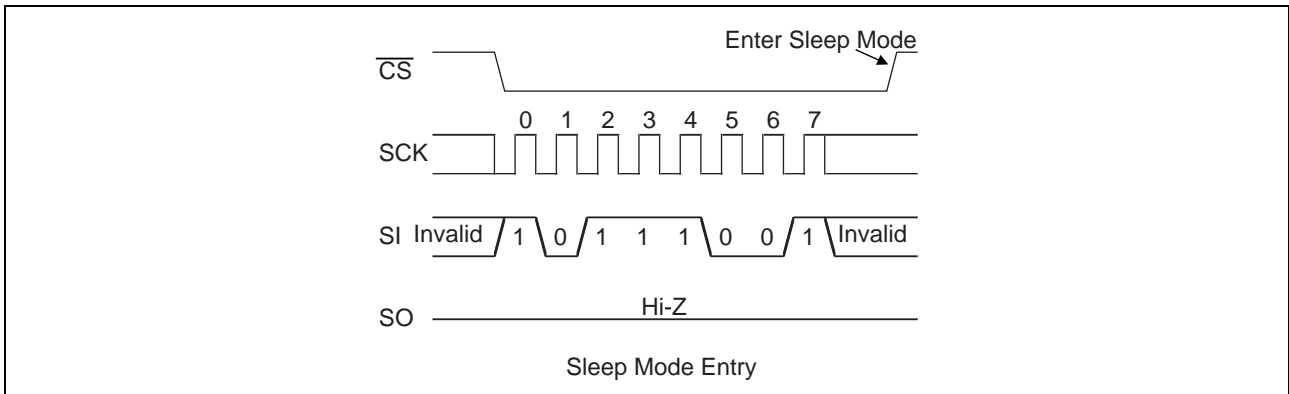 Enter Sleep Mode
CS
0 1 2 3 4 5 6 7
SCK
SI Invalid 1 0 1 1 1 0 0 1 Invalid
Hi-Z
SO
Sleep Mode Entry